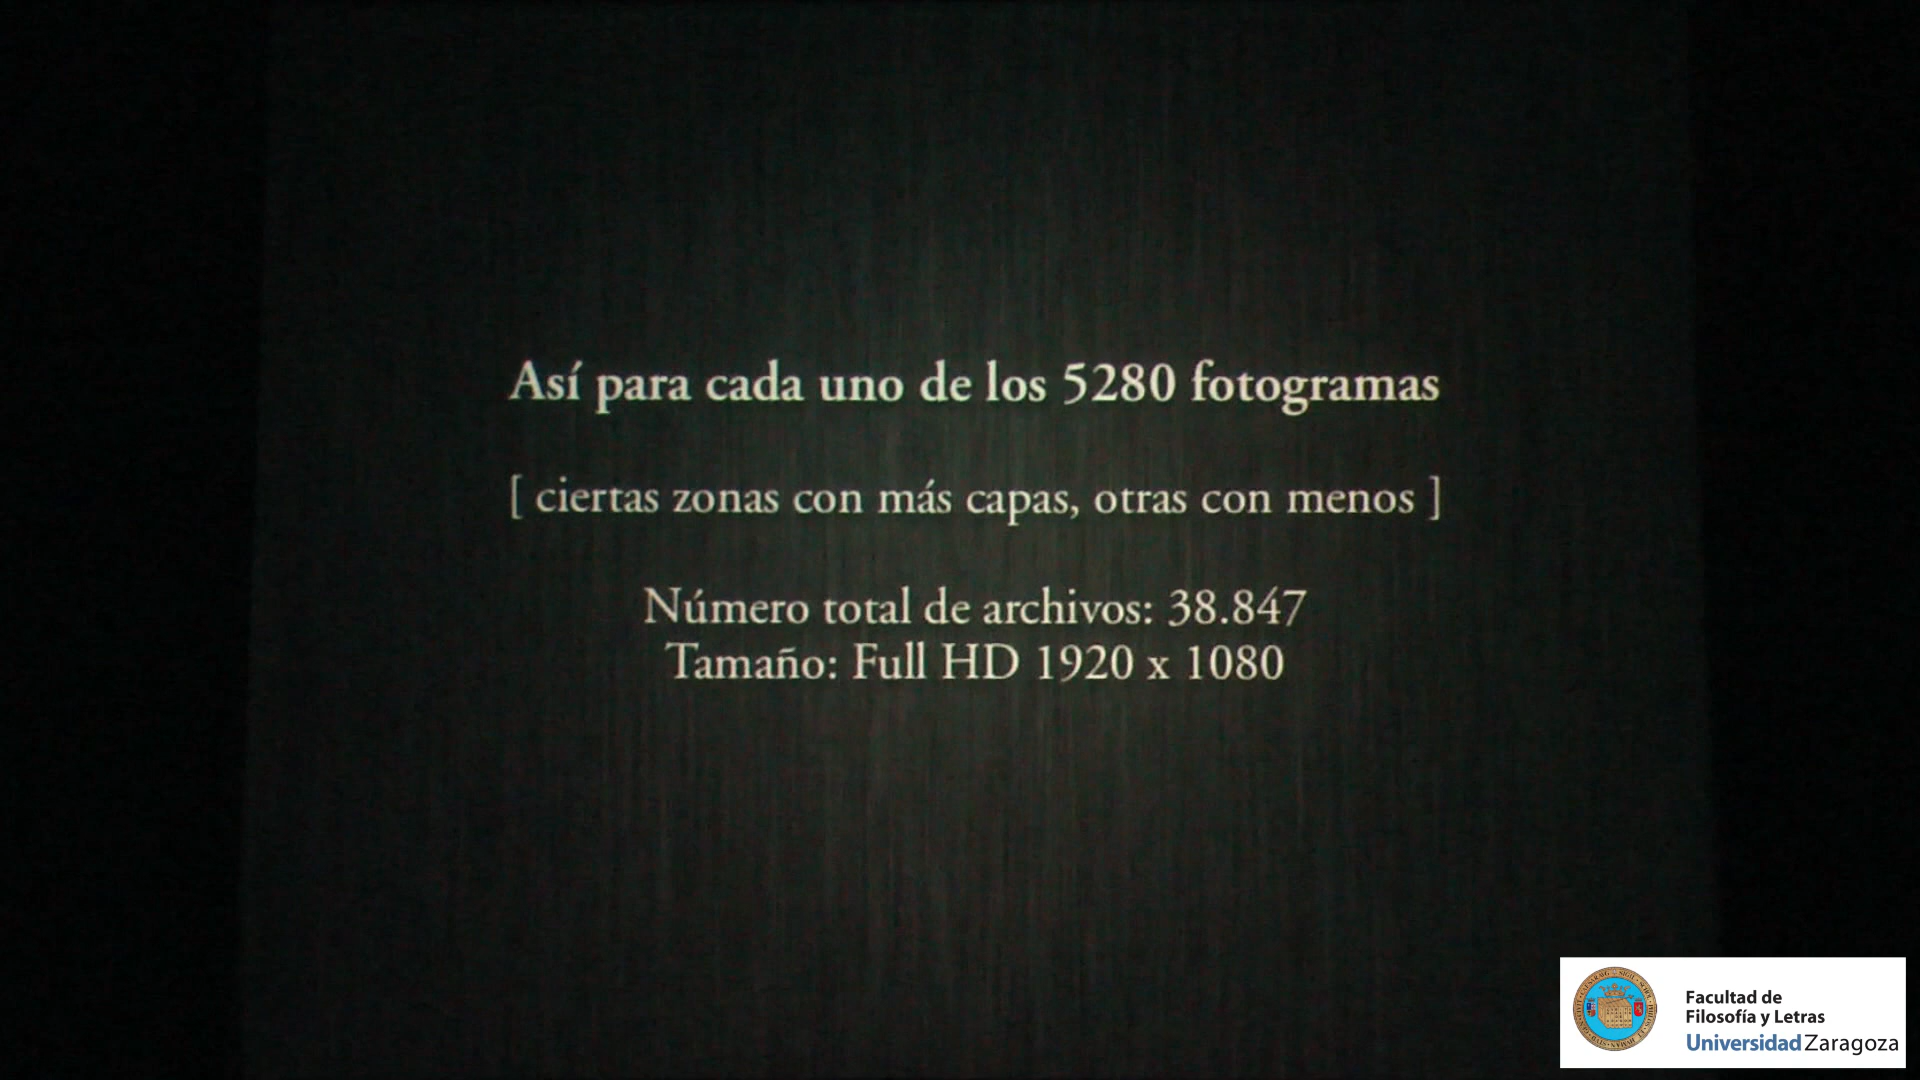 Así para cada uno de los 5280 fotogramas
[ ciertas zonas con más capas, otras con menos ]
Número total de archivos: 38.847
Tamaño: Full HD 1920 x 1080
Facultad de
Filosofía y Letras
Universidad Zaragoza